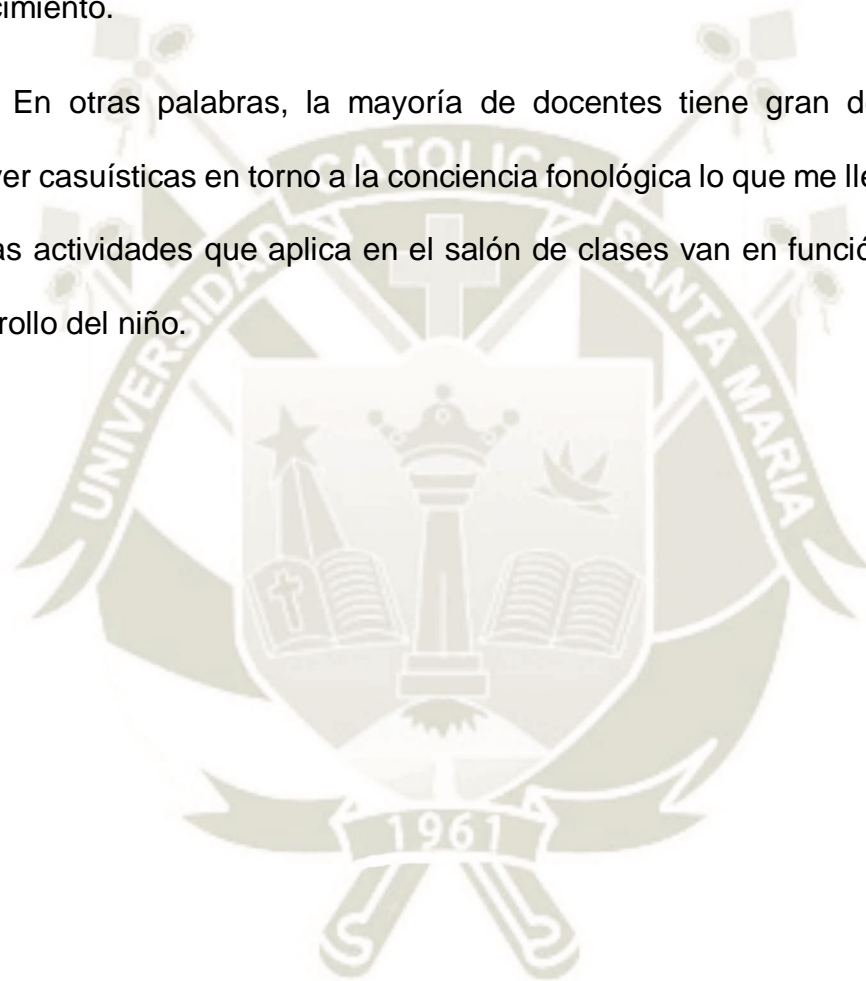 cimiento.
En otras palabras, la mayoría de docentes tiene gran d
ver casuísticas en torno a la conciencia fonológica lo que me lle
as actividades que aplica en el salón de clases van en funció
rollo del niño.
UNIVERSIDAD CATOLICA SANTA MARIA
1961